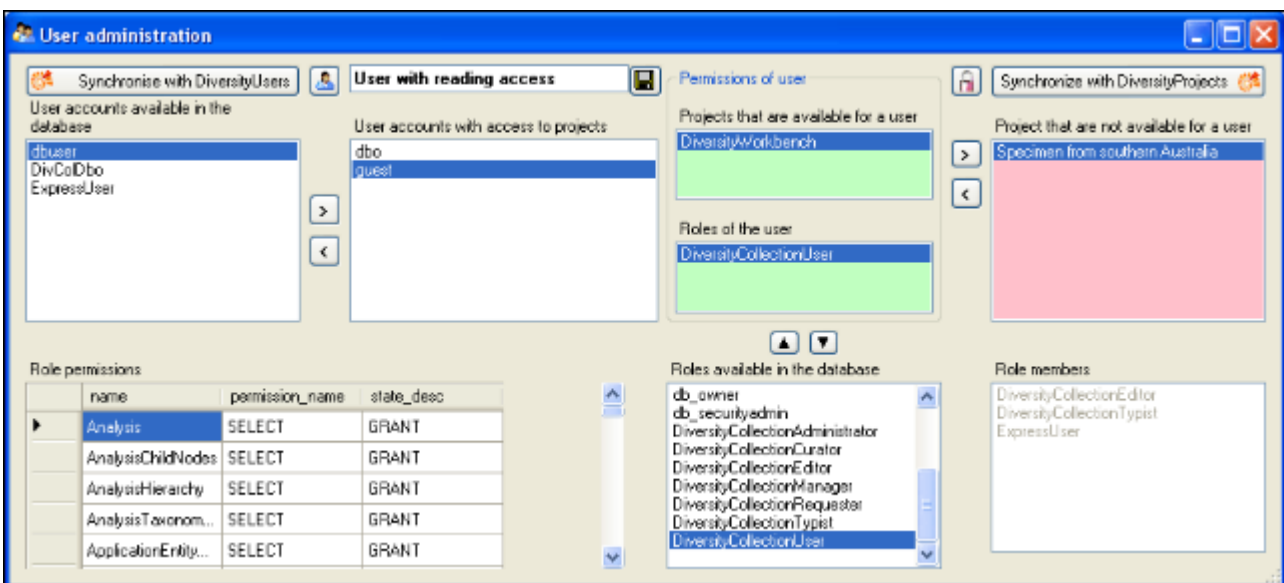 User administration
Synchronise with DiversityUsers
User with reading access
Permissions of user
Synchronize with DiversityProjects
User accounts available in the
database
dbuser
DivColDbo
ExpressUser
>
<
User accounts with access to projects
dbo
guest
Projects that are available for a user
DiversityWorkbench
Roles of the user
DiversityCollectionUser
>
<
Project that are not available for a user
Specimen from southern Australia
Role permissions
name permission_name state_desc
Analysis SELECT GRANT
AnalysisChildNodes SELECT GRANT
AnalysisHierarchy SELECT GRANT
AnalysisTaxonom... SELECT GRANT
ApplicationEntity... SELECT GRANT
Roles available in the database
db_owner
db_securityadmin
DiversityCollectionAdministrator
DiversityCollectionCurator
DiversityCollectionEditor
DiversityCollectionManager
DiversityCollectionRequester
DiversityCollectionTypist
DiversityCollectionUser
Role members
DiversityCollectionEditor
DiversityCollectionTypist
ExpressUser